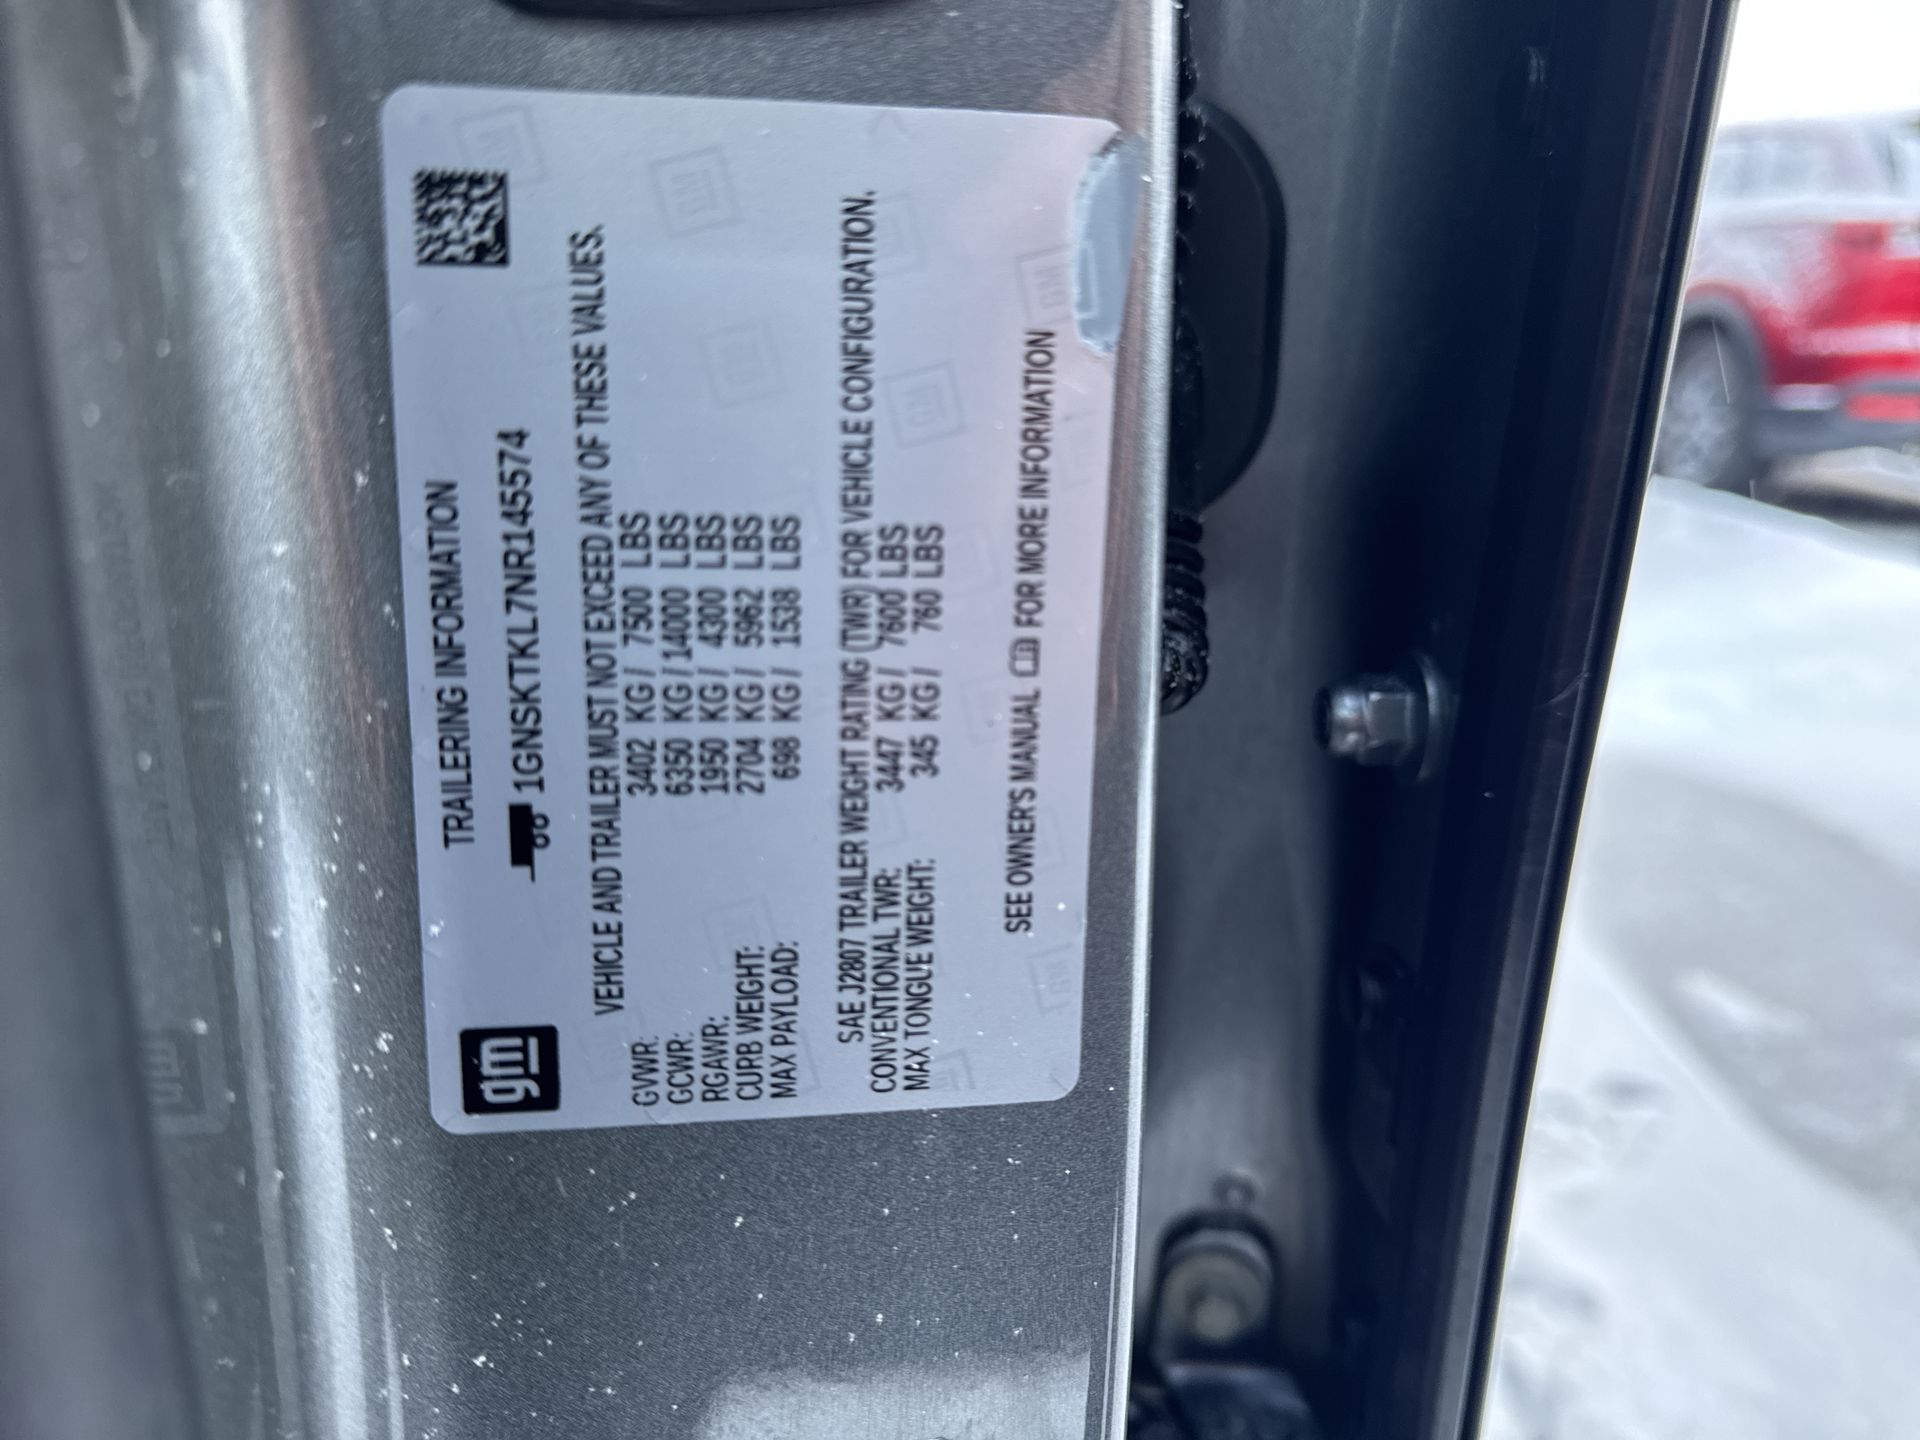 gm
TRAILERING INFORMATION
1GNSKTKL7NR145574
VEHICLE AND TRAILER MUST NOT EXCEED ANY OF THESE VALUES.
GVWR: 3402 KG / 7500 LBS
GCWR: 6350 KG / 14000 LBS
RGAWR: 1950 KG / 4300 LBS
CURB WEIGHT: 2704 KG / 5962 LBS
MAX PAYLOAD: 698 KG / 1538 LBS
SAE J2807 TRAILER WEIGHT RATING (TWR) FOR VEHICLE CONFIGURATION.
CONVENTIONAL TWR: 3447 KG / 7600 LBS
MAX TONGUE WEIGHT: 345 KG / 760 LBS
SEE OWNER'S MANUAL FOR MORE INFORMATION